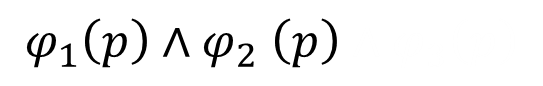 𝜑₁(𝑝) ∧ 𝜑₂ (𝑝)